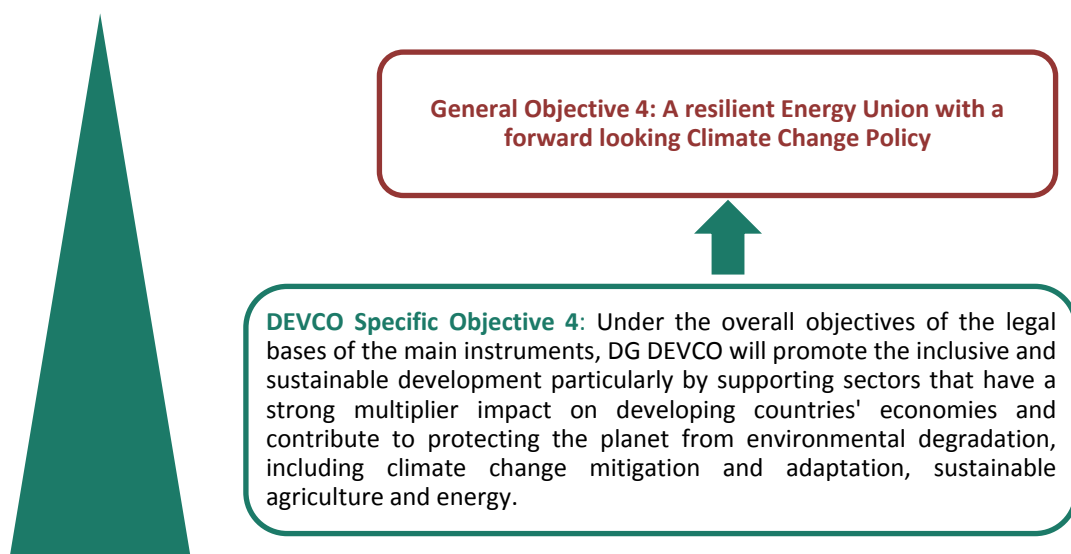 General Objective 4: A resilient Energy Union with a
forward looking Climate Change Policy
DEVCO Specific Objective 4: Under the overall objectives of the legal
bases of the main instruments, DG DEVCO will promote the inclusive and
sustainable development particularly by supporting sectors that have a
strong multiplier impact on developing countries' economies and
contribute to protecting the planet from environmental degradation,
including climate change mitigation and adaptation, sustainable
agriculture and energy.